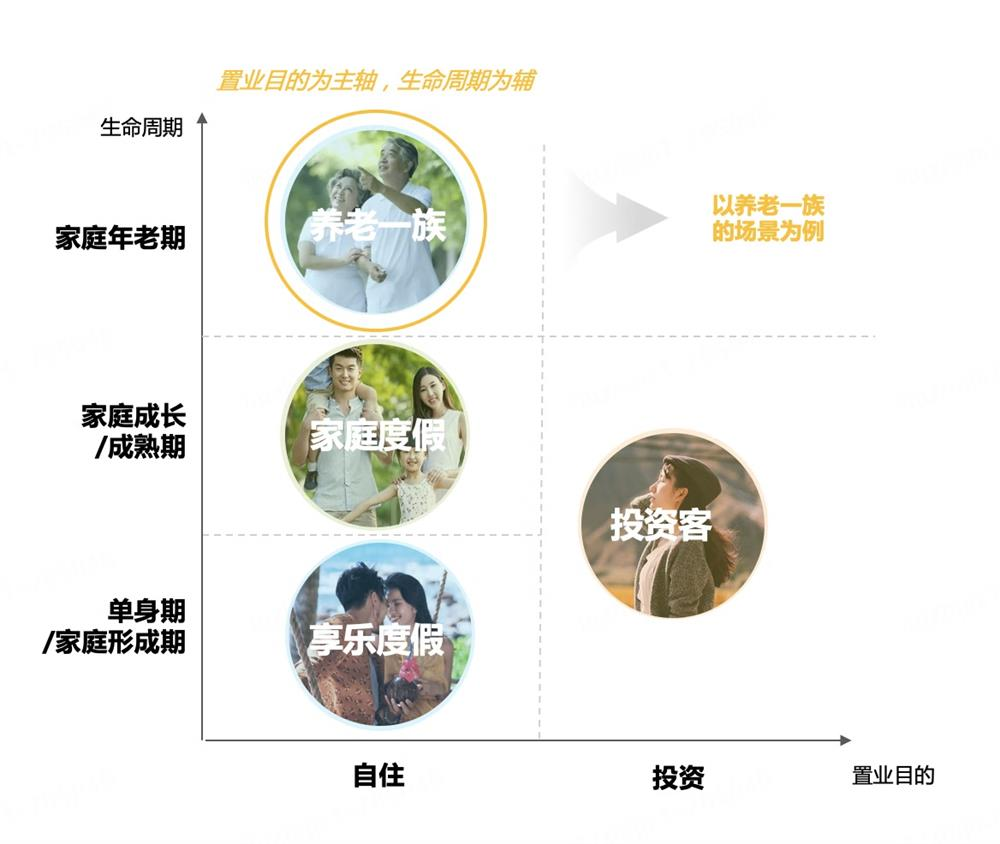 置业目的为主轴，生命周期为辅
生命周期
家庭年老期
养老一族
以养老一族
的场景为例
家庭成长
/成熟期
家庭度假
投资客
单身期
/家庭形成期
享乐度假
自住
投资
置业目的